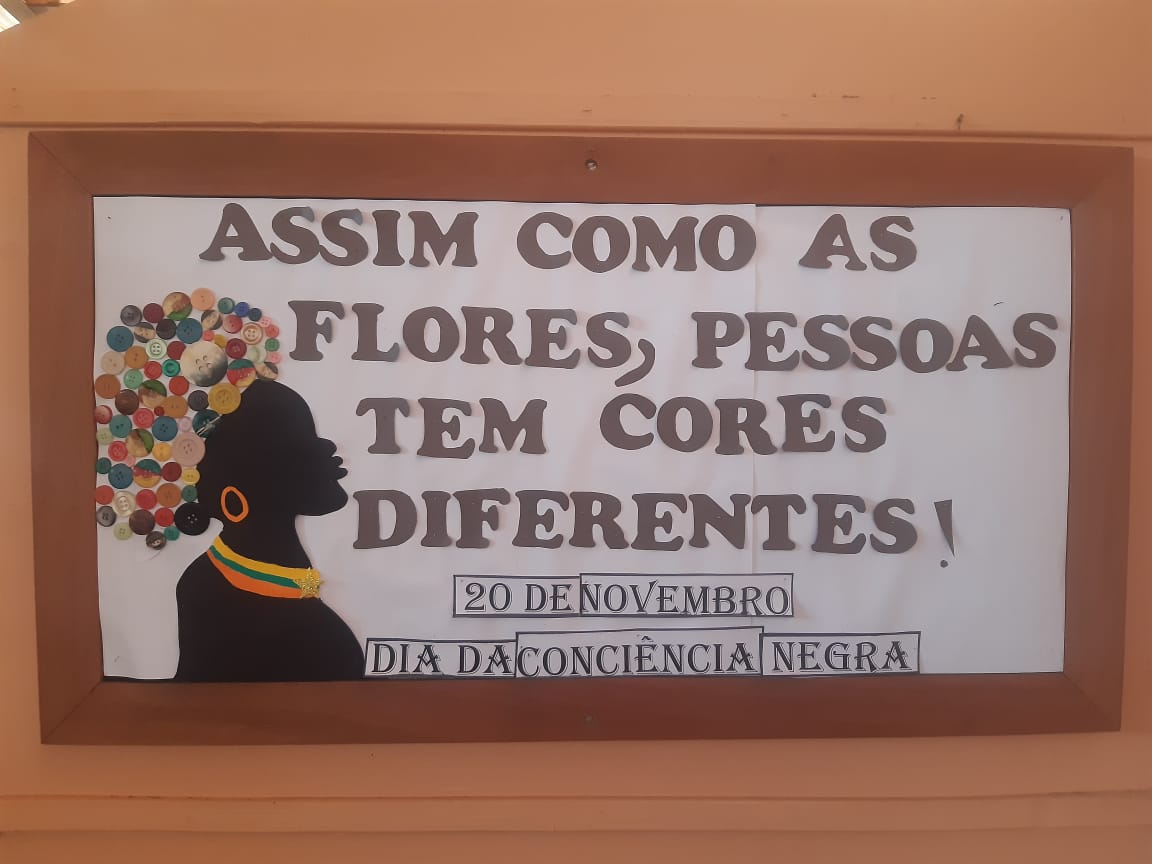 ASSIM COMO AS
FLORES, PESSOAS
TEM CORES
DIFERENTES!
20 DE NOVEMBRO
DIA DA CONCIÊNCIA NEGRA